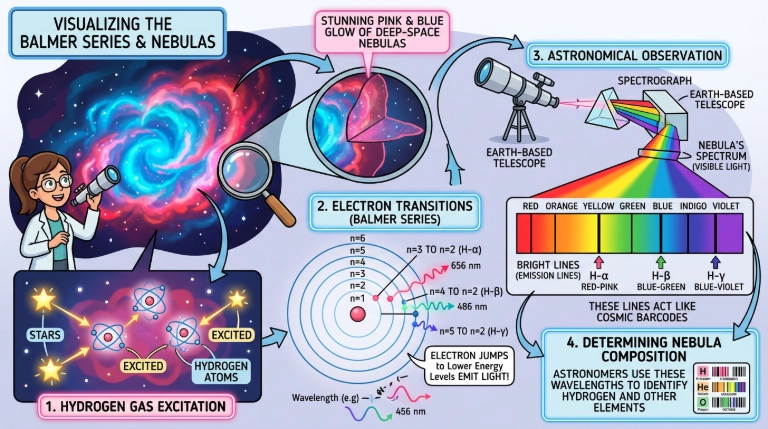 VISUALIZING THE
BALMER SERIES & NEBULAS
STUNNING PINK & BLUE
GLOW OF DEEP-SPACE
NEBULAS
STARS
EXCITED
EXCITED
HYDROGEN
ATOMS
1. HYDROGEN GAS EXCITATION
2. ELECTRON TRANSITIONS
(BALMER SERIES)
n=6
n=5
n=4
n=3
n=2
n=1
n=3 TO n=2 (H-α)
656 nm
n=4 TO n=2 (H-β)
486 nm
n=5 TO n=2 (H-γ)
ELECTRON JUMPS
to Lower Energy
Levels EMIT LIGHT!
Wavelength (e.g)
456 nm
3. ASTRONOMICAL OBSERVATION
SPECTROGRAPH
EARTH-BASED
TELESCOPE
EARTH-BASED
TELESCOPE
NEBULA'S
SPECTRUM
(VISIBLE LIGHT)
RED ORANGE YELLOW GREEN BLUE INDIGO VIOLET
BRIGHT LINES
(EMISSION LINES)
H-α
RED-PINK
H-β
BLUE-GREEN
H-γ
BLUE-VIOLET
THESE LINES ACT LIKE
COSMIC BARCODES
4. DETERMINING NEBULA
COMPOSITION
ASTRONOMERS USE THESE
WAVELENGTHS TO IDENTIFY
HYDROGEN AND OTHER
ELEMENTS
H
He
O